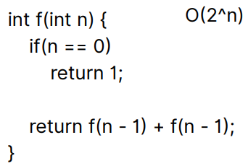 int f(int n) {
O(2^n)
if(n == 0)
return 1;
return f(n - 1) + f(n - 1);
}